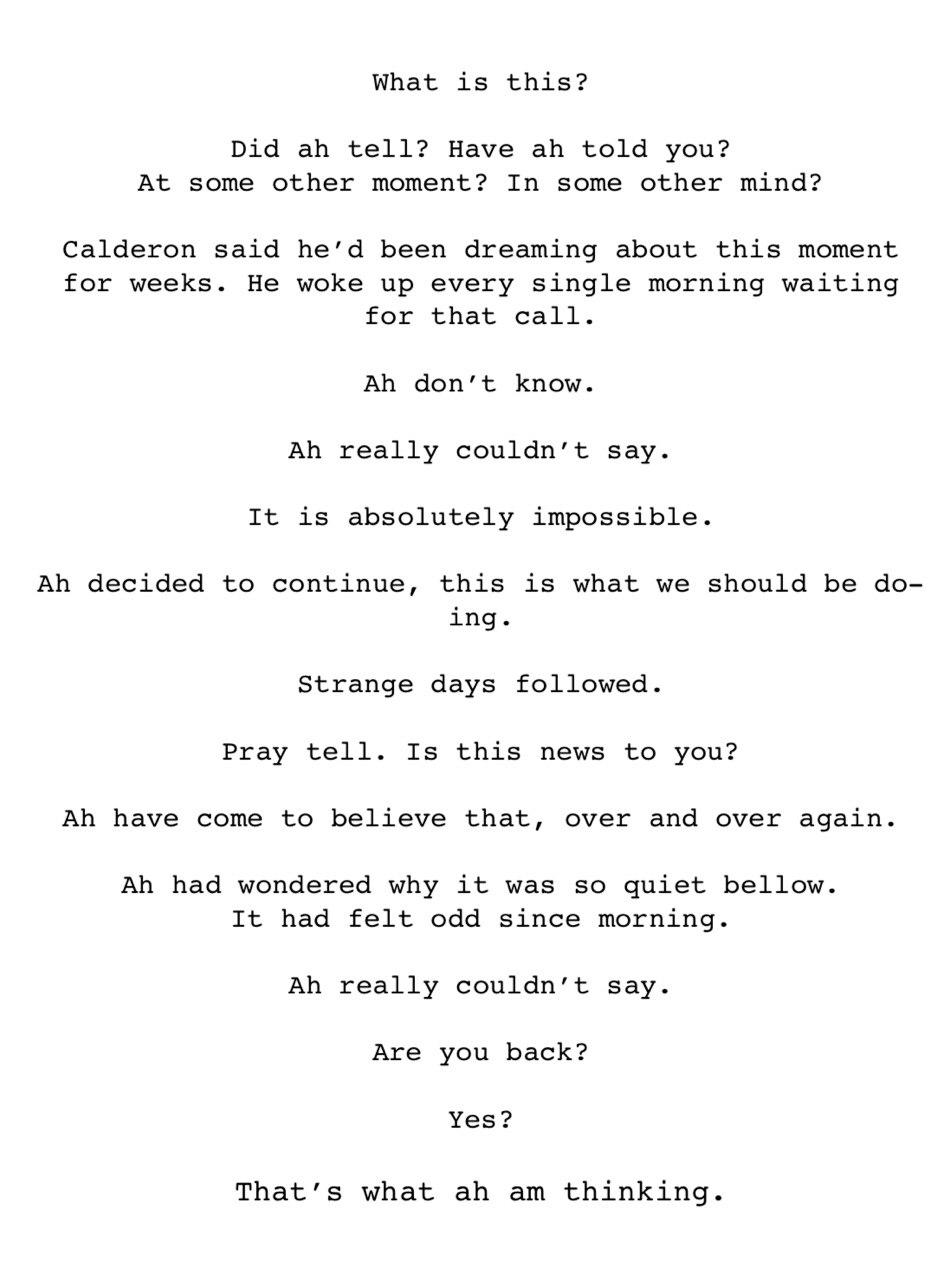 What is this?
Did ah tell? Have ah told you?
At some other moment? In some other mind?
Calderon said he’d been dreaming about this moment
for weeks. He woke up every single morning waiting
for that call.
Ah don’t know.
Ah really couldn’t say.
It is absolutely impossible.
Ah decided to continue, this is what we should be do-
ing.
Strange days followed.
Pray tell. Is this news to you?
Ah have come to believe that, over and over again.
Ah had wondered why it was so quiet bellow.
It had felt odd since morning.
Ah really couldn’t say.
Are you back?
Yes?
That’s what ah am thinking.